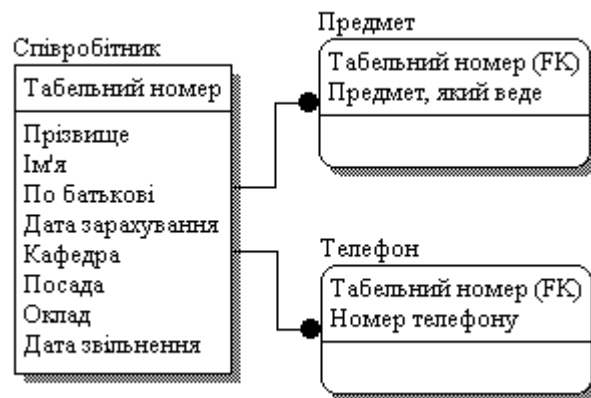 Співробітник
Табельний номер
Прізвище
Ім'я
По батькові
Дата зарахування
Кафедра
Посада
Оклад
Дата звільнення
Предмет
Табельний номер (FK)
Предмет, який веде
Телефон
Табельний номер (FK)
Номер телефону